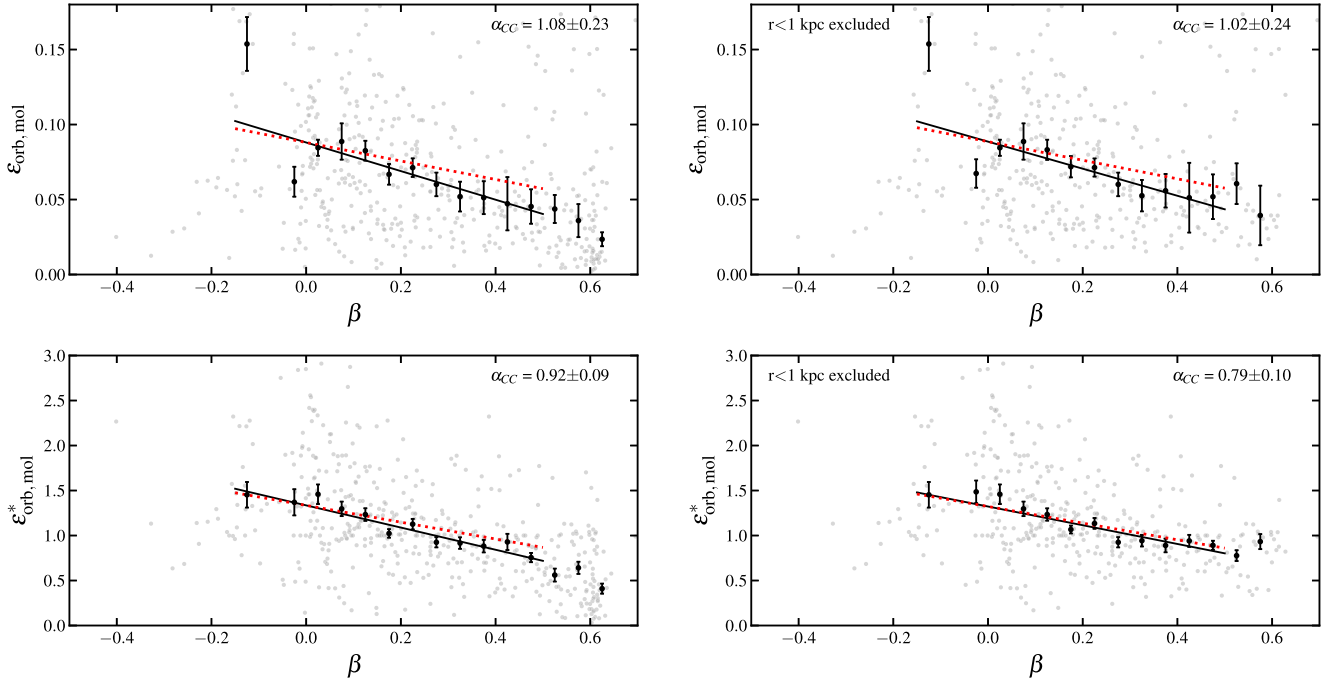 α_CC = 1.08±0.23
0.15
0.10
0.05
0.00
ε_orb,mol
−0.4 −0.2 0.0 0.2 0.4 0.6
β
r<1 kpc excluded α_CC = 1.02±0.24
0.15
0.10
0.05
0.00
ε_orb,mol
−0.4 −0.2 0.0 0.2 0.4 0.6
β
3.0
α_CC = 0.92±0.09
2.5
2.0
1.5
1.0
0.5
0.0
ε*_orb,mol
−0.4 −0.2 0.0 0.2 0.4 0.6
β
3.0
r<1 kpc excluded α_CC = 0.79±0.10
2.5
2.0
1.5
1.0
0.5
0.0
ε*_orb,mol
−0.4 −0.2 0.0 0.2 0.4 0.6
β